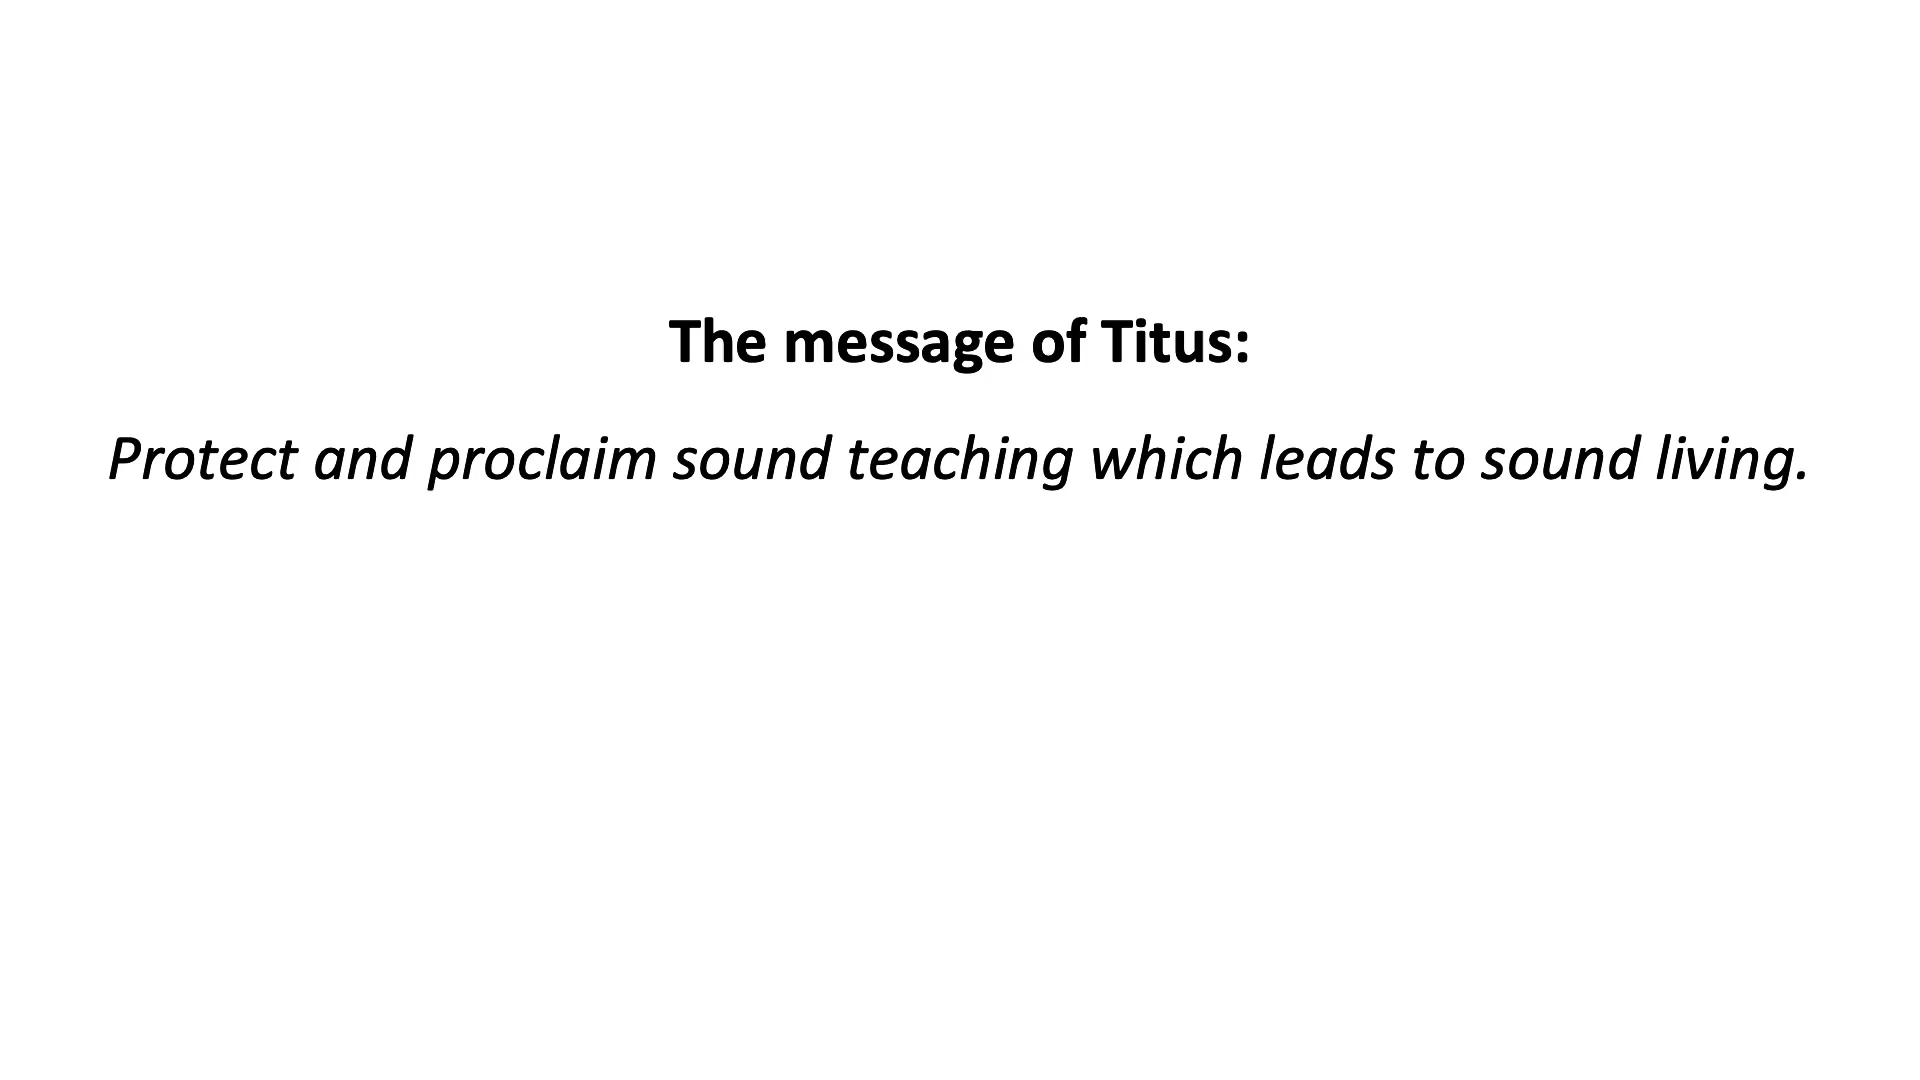 The message of Titus:
Protect and proclaim sound teaching which leads to sound living.